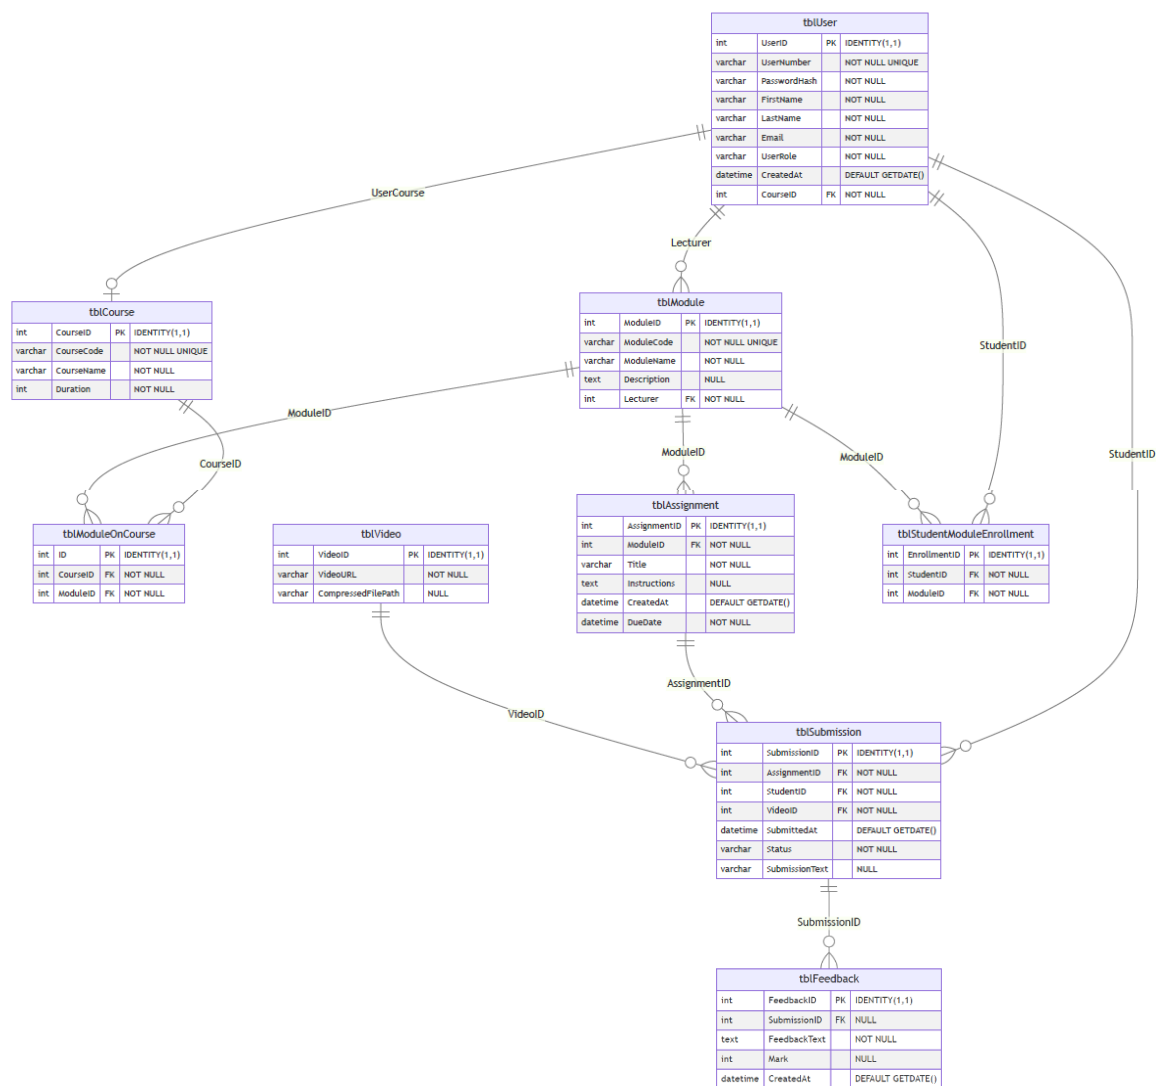 tblUser
int UserID PK IDENTITY(1,1)
varchar UserNumber NOT NULL UNIQUE
varchar PasswordHash NOT NULL
varchar FirstName NOT NULL
varchar LastName NOT NULL
varchar Email NOT NULL
varchar UserRole NOT NULL
datetime CreatedAt DEFAULT GETDATE()
int CourseID FK NOT NULL
UserCourse
Lecturer
tblCourse
int CourseID PK IDENTITY(1,1)
varchar CourseCode NOT NULL UNIQUE
varchar CourseName NOT NULL
int Duration NOT NULL
tblModule
int ModuleID PK IDENTITY(1,1)
varchar ModuleCode NOT NULL UNIQUE
varchar ModuleName NOT NULL
text Description NULL
int Lecturer FK NOT NULL
StudentID
ModuleID
CourseID
ModuleID
ModuleID
StudentID
tblModuleOnCourse
int ID PK IDENTITY(1,1)
int CourseID FK NOT NULL
int ModuleID FK NOT NULL
tblVideo
int VideoID PK IDENTITY(1,1)
varchar VideoURL NOT NULL
varchar CompressedFilePath NULL
tblAssignment
int AssignmentID PK IDENTITY(1,1)
int ModuleID FK NOT NULL
varchar Title NOT NULL
text Instructions NULL
datetime CreatedAt DEFAULT GETDATE()
datetime DueDate NOT NULL
tblStudentModuleEnrollment
int EnrollmentID PK IDENTITY(1,1)
int StudentID FK NOT NULL
int ModuleID FK NOT NULL
AssignmentID
VideoID
tblSubmission
int SubmissionID PK IDENTITY(1,1)
int AssignmentID FK NOT NULL
int StudentID FK NOT NULL
int VideoID FK NOT NULL
datetime SubmittedAt DEFAULT GETDATE()
varchar Status NOT NULL
varchar SubmissionText NULL
SubmissionID
tblFeedback
int FeedbackID PK IDENTITY(1,1)
int SubmissionID FK NULL
text FeedbackText NOT NULL
int Mark NULL
datetime CreatedAt DEFAULT GETDATE()